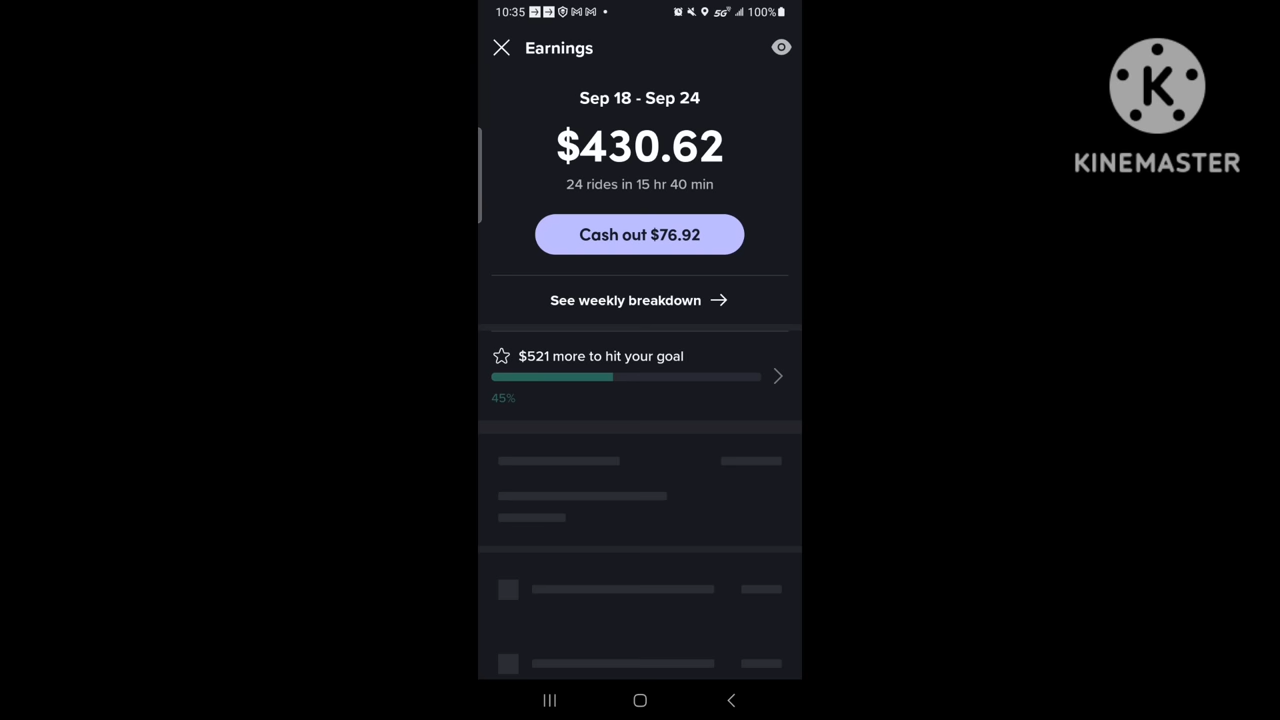 10:35
5G
100%
Earnings
Sep 18 - Sep 24
$430.62
24 rides in 15 hr 40 min
Cash out $76.92
See weekly breakdown
$521 more to hit your goal
45%
K
KINEMASTER